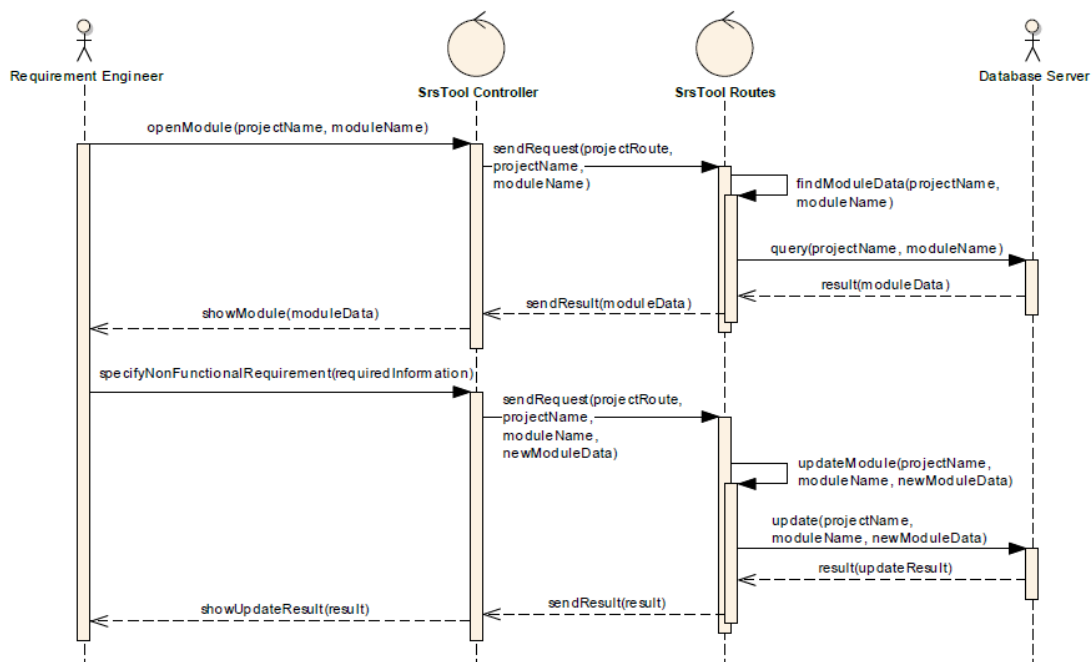 Requirement Engineer
SrsTool Controller
SrsTool Routes
Database Server
openModule(projectName, moduleName)
sendRequest(projectRoute,
projectName,
moduleName)
findModuleData(projectName,
moduleName)
query(projectName, moduleName)
result(moduleData)
sendResult(moduleData)
showModule(moduleData)
specifyNonFunctionalRequirement(requiredInformation)
sendRequest(projectRoute,
projectName,
moduleName,
newModuleData)
updateModule(projectName,
moduleName, newModuleData)
update(projectName,
moduleName, newModuleData)
result(updateResult)
sendResult(result)
showUpdateResult(result)